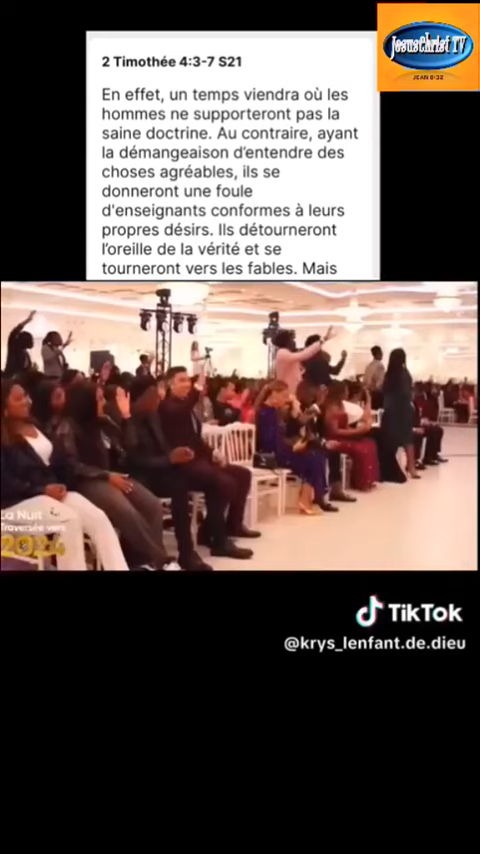 JesusChrist TV
JEAN 8:32
2 Timothée 4:3-7 S21
En effet, un temps viendra où les
hommes ne supporteront pas la
saine doctrine. Au contraire, ayant
la démangeaison d’entendre des
choses agréables, ils se
donneront une foule
d'enseignants conformes à leurs
propres désirs. Ils détourneront
l’oreille de la vérité et se
tourneront vers les fables. Mais
La Nuit
Traversée vers
2024
TikTok
@krys_lenfant.de.dieu